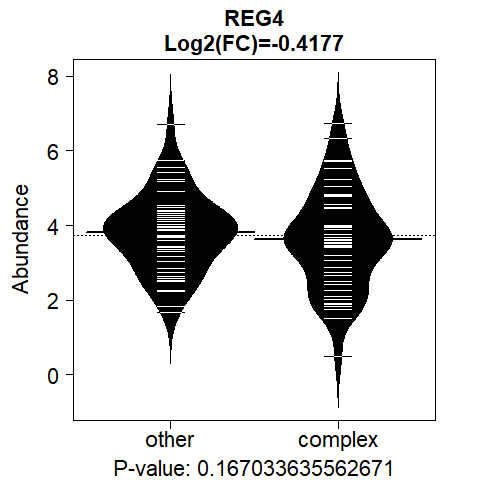 REG4
Log2(FC)=-0.4177
Abundance
8
6
4
2
0
other complex
P-value: 0.167033635562671